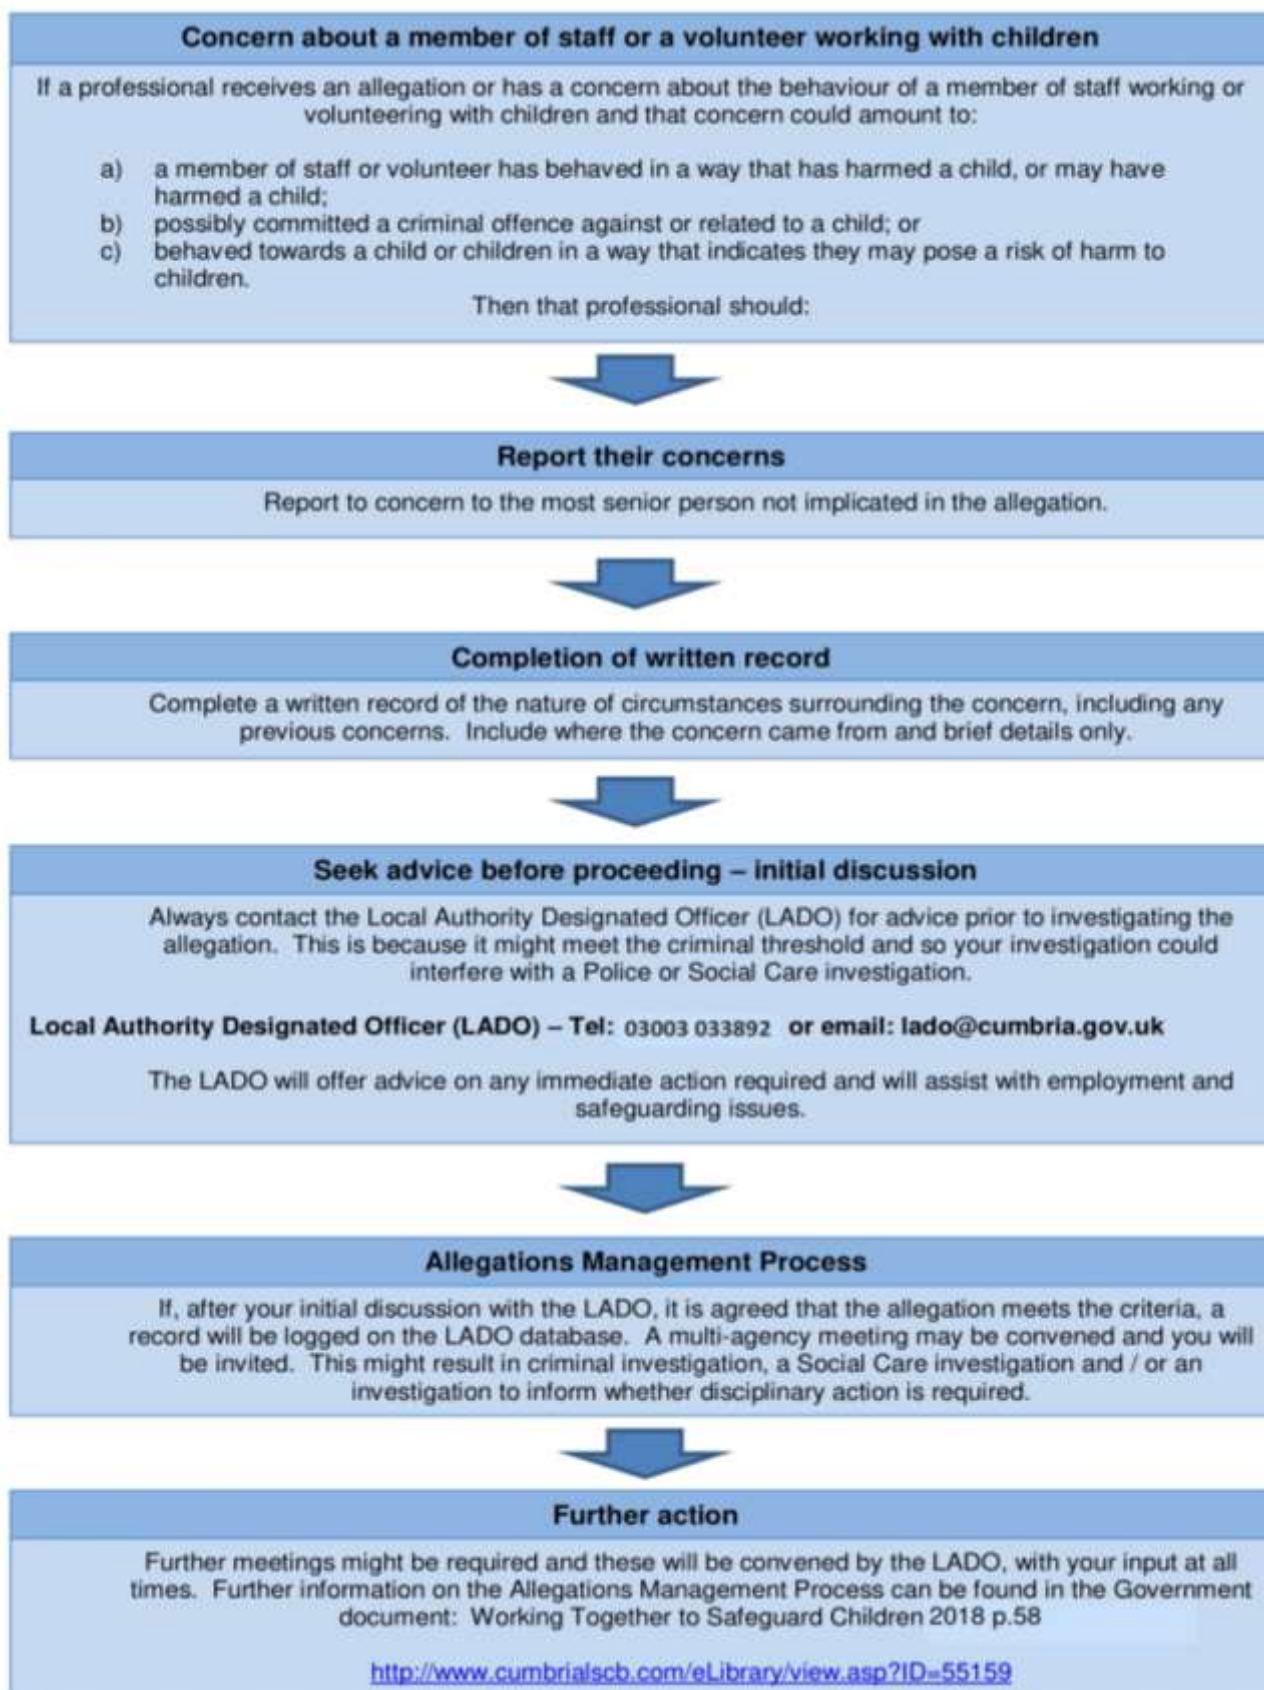 Concern about a member of staff or a volunteer working with children
If a professional receives an allegation or has a concern about the behaviour of a member of staff working or
volunteering with children and that concern could amount to:
a) a member of staff or volunteer has behaved in a way that has harmed a child, or may have
harmed a child;
b) possibly committed a criminal offence against or related to a child; or
c) behaved towards a child or children in a way that indicates they may pose a risk of harm to
children.
Then that professional should:
Report their concerns
Report to concern to the most senior person not implicated in the allegation.
Completion of written record
Complete a written record of the nature of circumstances surrounding the concern, including any
previous concerns. Include where the concern came from and brief details only.
Seek advice before proceeding – initial discussion
Always contact the Local Authority Designated Officer (LADO) for advice prior to investigating the
allegation. This is because it might meet the criminal threshold and so your investigation could
interfere with a Police or Social Care investigation.
Local Authority Designated Officer (LADO) – Tel: 03003 033892 or email: lado@cumbria.gov.uk
The LADO will offer advice on any immediate action required and will assist with employment and
safeguarding issues.
Allegations Management Process
If, after your initial discussion with the LADO, it is agreed that the allegation meets the criteria, a
record will be logged on the LADO database. A multi-agency meeting may be convened and you will
be invited. This might result in criminal investigation, a Social Care investigation and / or an
investigation to inform whether disciplinary action is required.
Further action
Further meetings might be required and these will be convened by the LADO, with your input at all
times. Further information on the Allegations Management Process can be found in the Government
document: Working Together to Safeguard Children 2018 p.58
http://www.cumbrialscb.com/eLibrary/view.asp?ID=55159